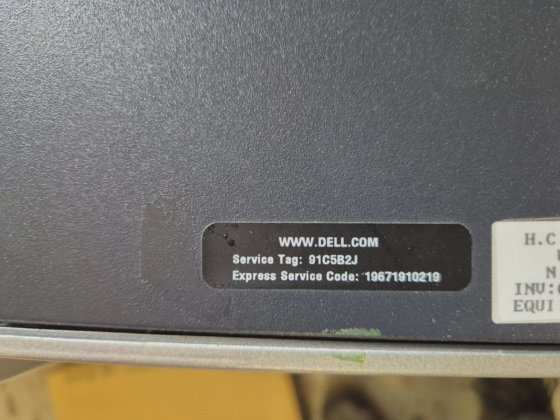 WWW.DELL.COM
Service Tag: 91C5B2J
Express Service Code: 19671910219
H.C
N
INV:
EQUI